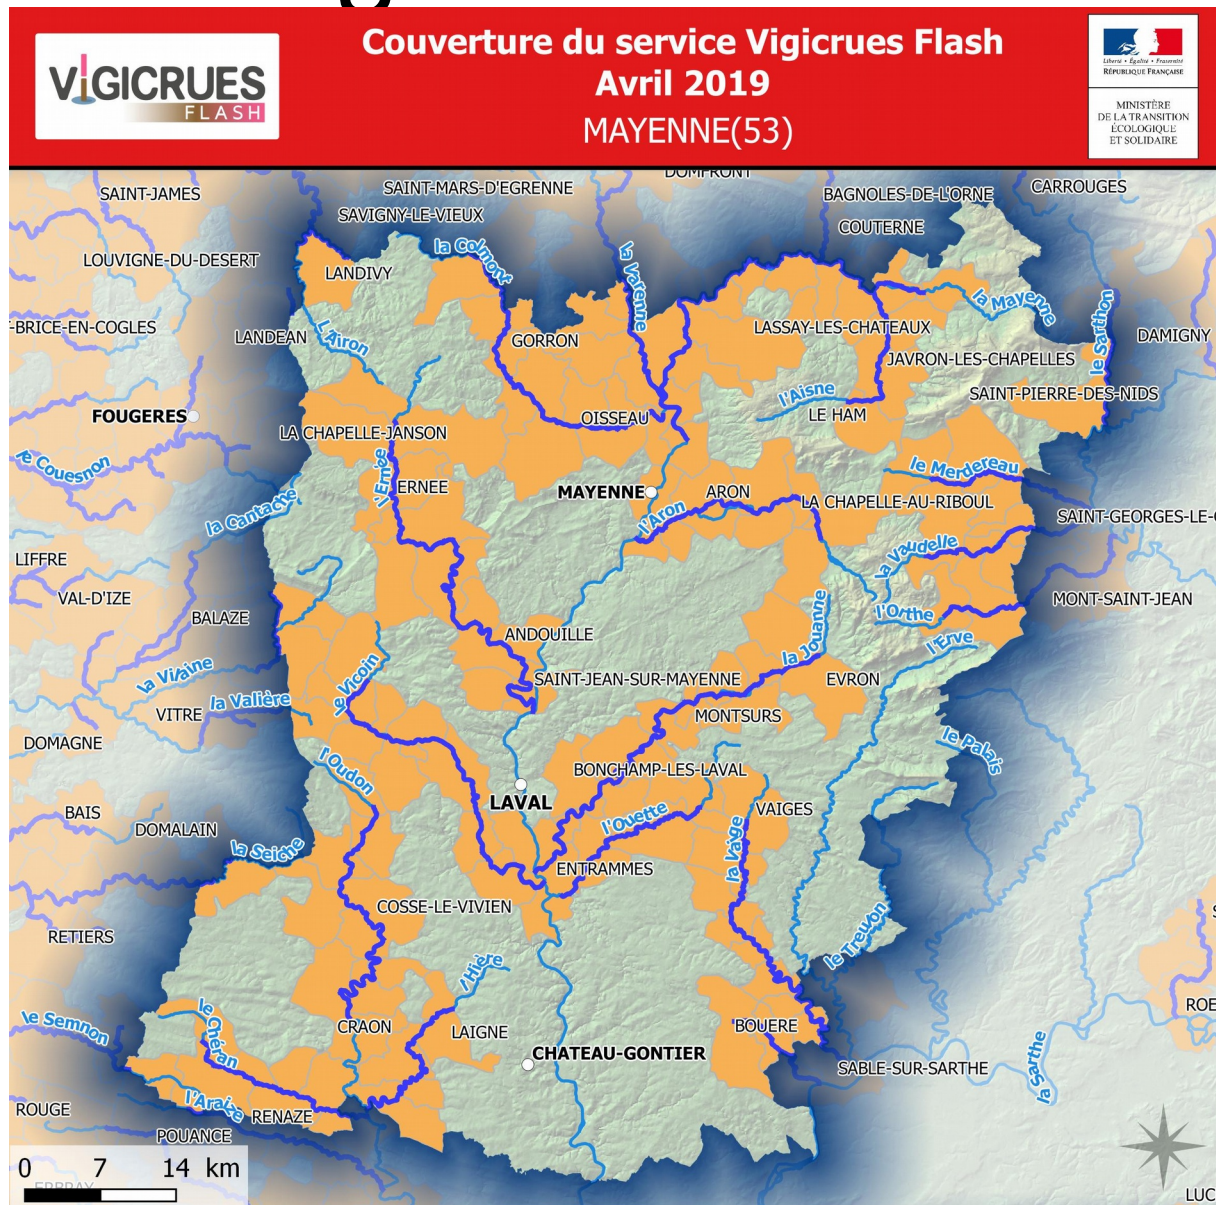 VIGICRUES
FLASH
Couverture du service Vigicrues Flash
Avril 2019
MAYENNE(53)
Liberté • Égalité • Fraternité
RÉPUBLIQUE FRANÇAISE
MINISTÈRE
DE LA TRANSITION
ÉCOLOGIQUE
ET SOLIDAIRE
DOMFRONT
SAINT-JAMES
SAINT-MARS-D'EGRENNE
BAGNOLES-DE-L'ORNE
CARROUGES
SAVIGNY-LE-VIEUX
COUTERNE
la Colmont
LOUVIGNE-DU-DESERT
LANDIVY
la Varenne
la Mayenne
le Sarthon
T-BRICE-EN-COGLES
LANDEAN
L'Airon
GORRON
LASSAY-LES-CHATEAUX
DAMIGNY
JAVRON-LES-CHAPELLES
l'Aisne
SAINT-PIERRE-DES-NIDS
FOUGERES
OISSEAU
LE HAM
LA CHAPELLE-JANSON
le Couesnon
l'Ernée
ERNEE
le Merdereau
MAYENNE
ARON
LA CHAPELLE-AU-RIBOUL
la Cantache
l'Aron
SAINT-GEORGES-LE-G
LIFFRE
la Vaudelle
VAL-D'IZE
MONT-SAINT-JEAN
BALAZE
l'Orthe
ANDOUILLE
la Jouanne
l'Erve
la Vilaine
le Vicoin
SAINT-JEAN-SUR-MAYENNE
EVRON
la Valière
VITRE
MONTSURS
DOMAGNE
le Palais
l'Oudon
BONCHAMP-LES-LAVAL
LAVAL
BAIS
DOMALAIN
l'Ouette
VAIGES
la Seiche
la Vaige
ENTRAMMES
COSSE-LE-VIVIEN
RETIERS
le Treulon
l'Hière
ROE
le Semnon
le Chéran
CRAON
LAIGNE
BOUERE
CHATEAU-GONTIER
SABLE-SUR-SARTHE
la Sarthe
l'Araize
ROUGE
RENAZE
POUANCE
0 7 14 km
ERBRAY
LUC